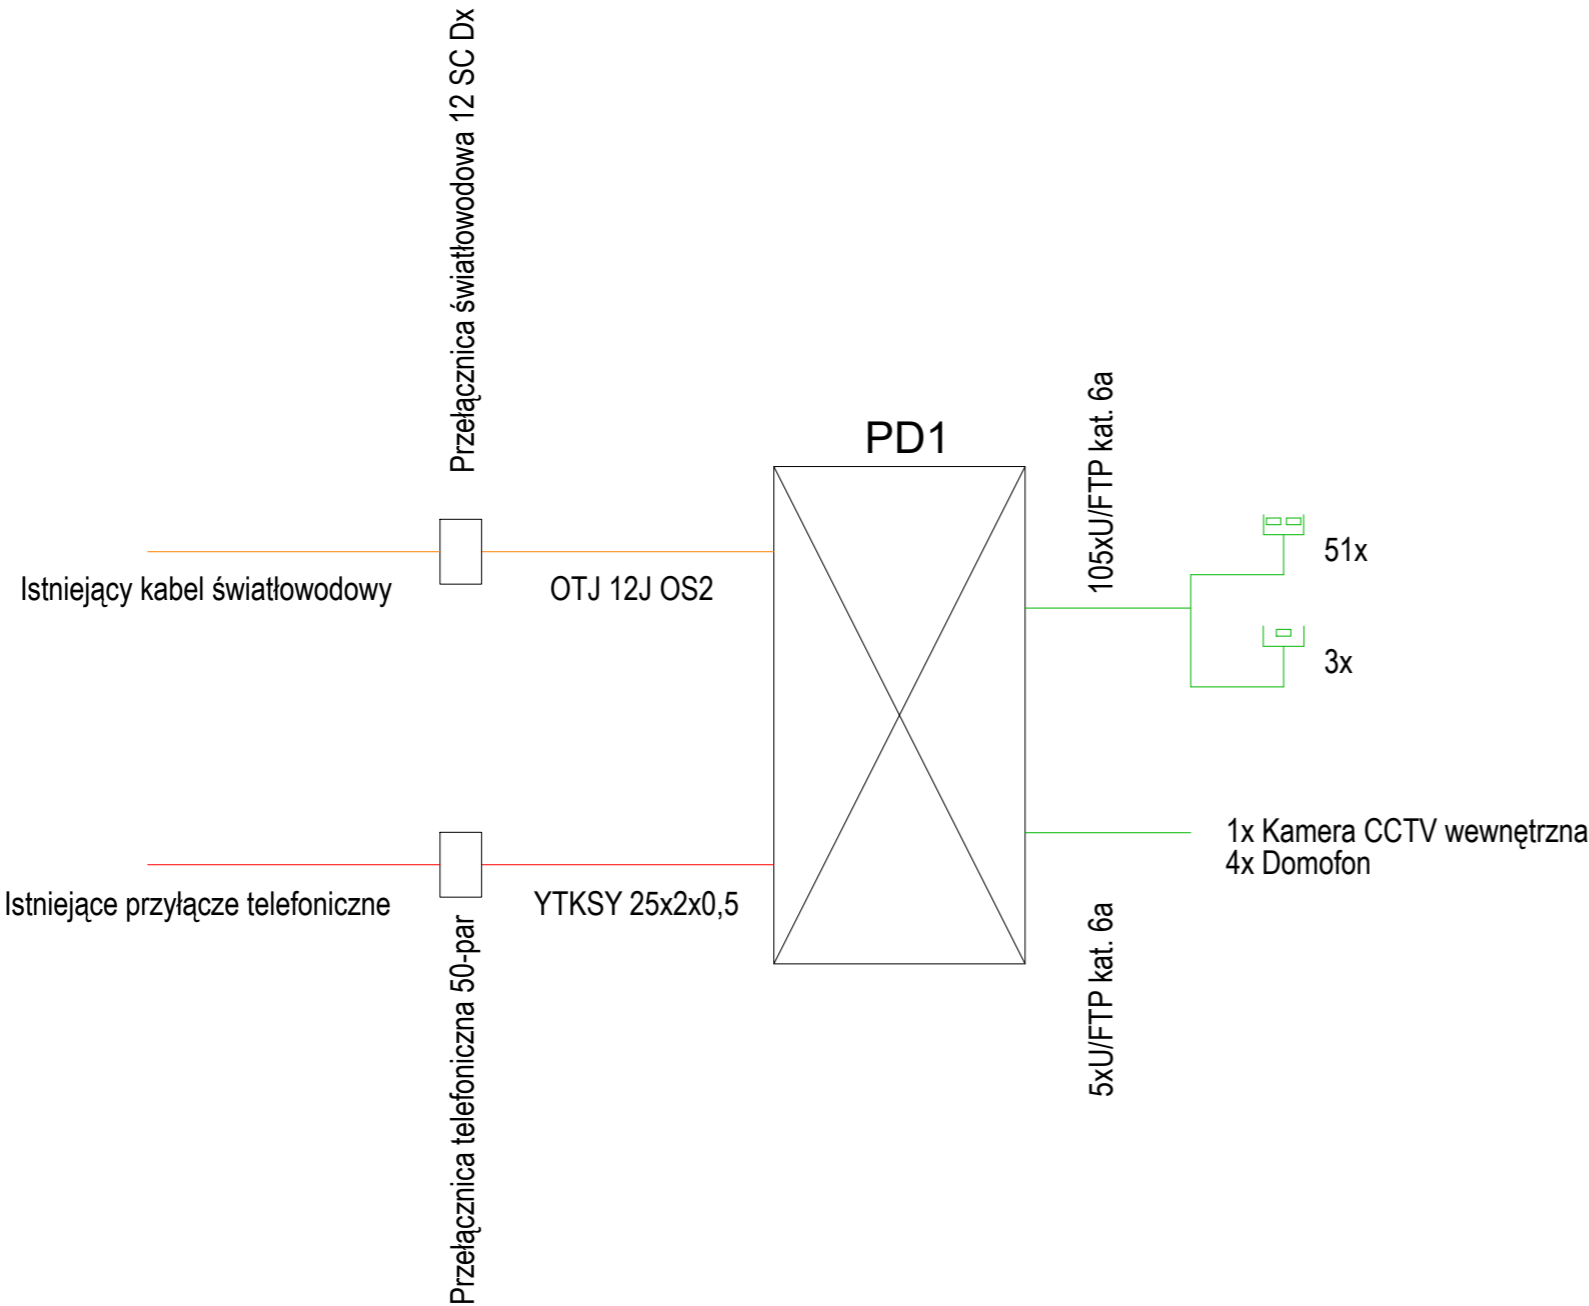 Przełącznica światłowodowa 12 SC Dx
PD1
105xU/FTP kat. 6a
51x
Istniejący kabel światłowodowy
OTJ 12J OS2
3x
1x Kamera CCTV wewnętrzna
4x Domofon
Istniejące przyłącze telefoniczne
YTKSY 25x2x0,5
5xU/FTP kat. 6a
Przełącznica telefoniczna 50-par